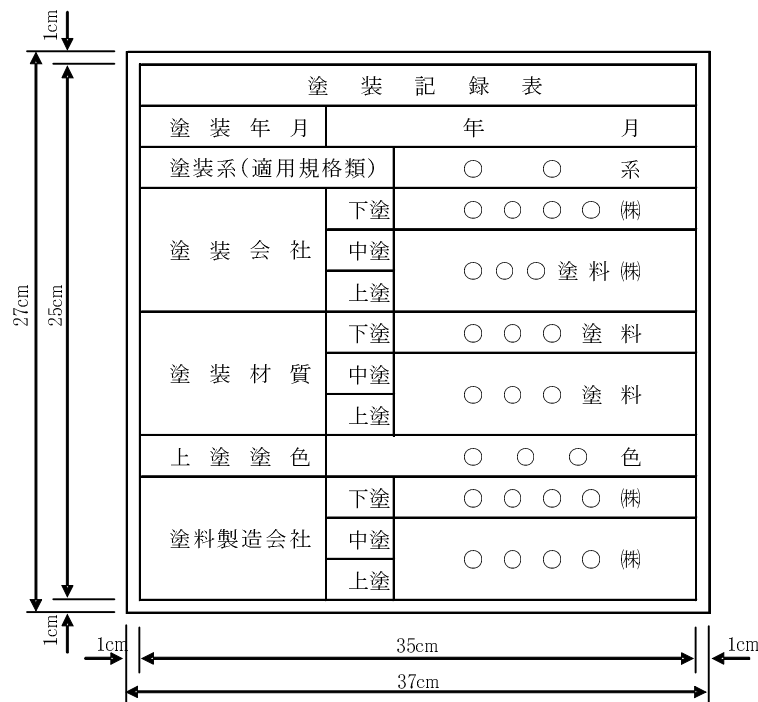 1cm
塗装記録表
塗装年月 年 月
塗装系(適用規格類) ○ ○ 系
下塗 ○○○○㈱
塗装会社 中塗 ○○○塗料㈱
上塗
27cm
25cm
下塗 ○○○塗料
塗装材質 中塗 ○○○塗料
上塗
上塗塗色 ○○○色
下塗 ○○○○㈱
塗料製造会社 中塗 ○○○○㈱
上塗
1cm
1cm 35cm 1cm
37cm